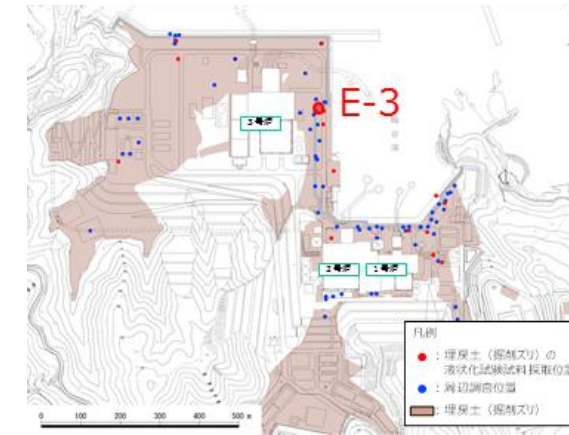 E-3
3号炉
2号炉 1号炉
凡例
●：埋戻土（掘削ズリ）の
液状化試験試料採取位置
●：周辺調査位置
：埋戻土（掘削ズリ）
0 100 200 300 400 500